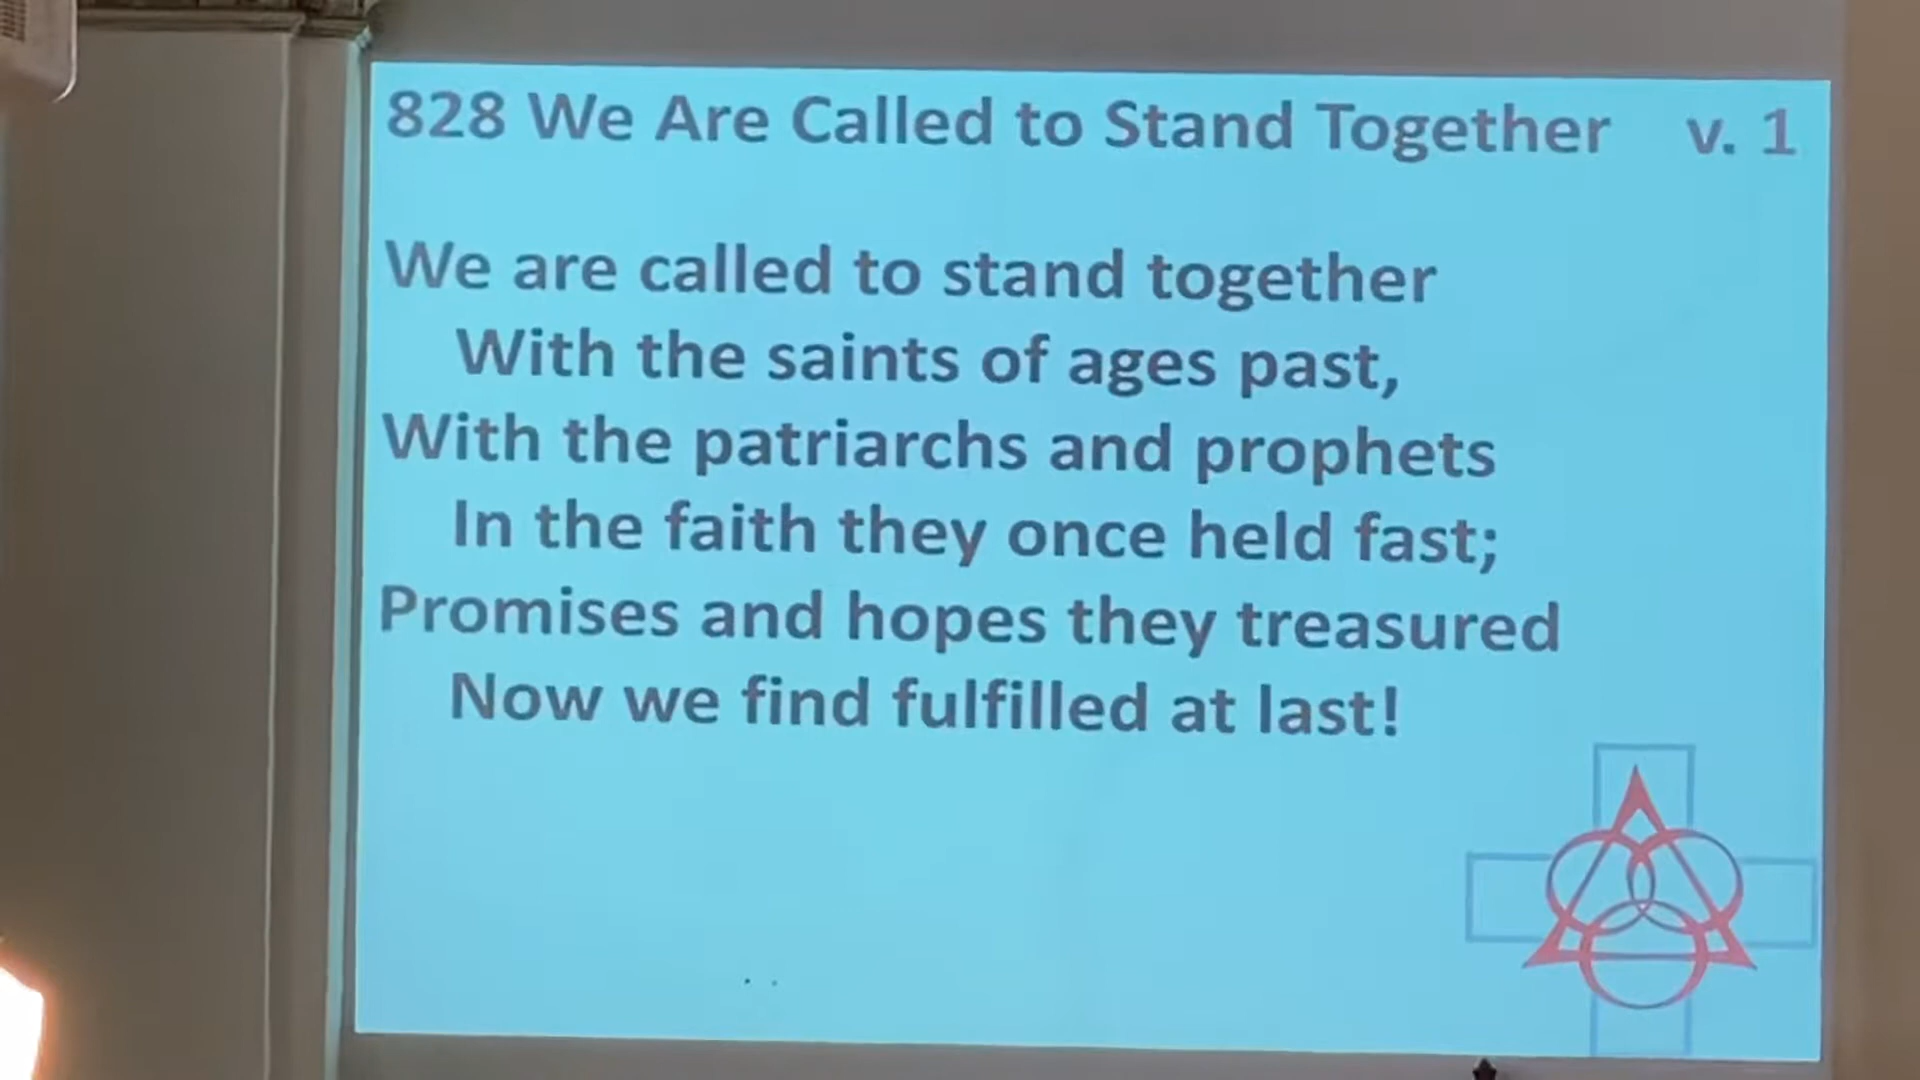 828 We Are Called to Stand Together v. 1
We are called to stand together
With the saints of ages past,
With the patriarchs and prophets
In the faith they once held fast;
Promises and hopes they treasured
Now we find fulfilled at last!